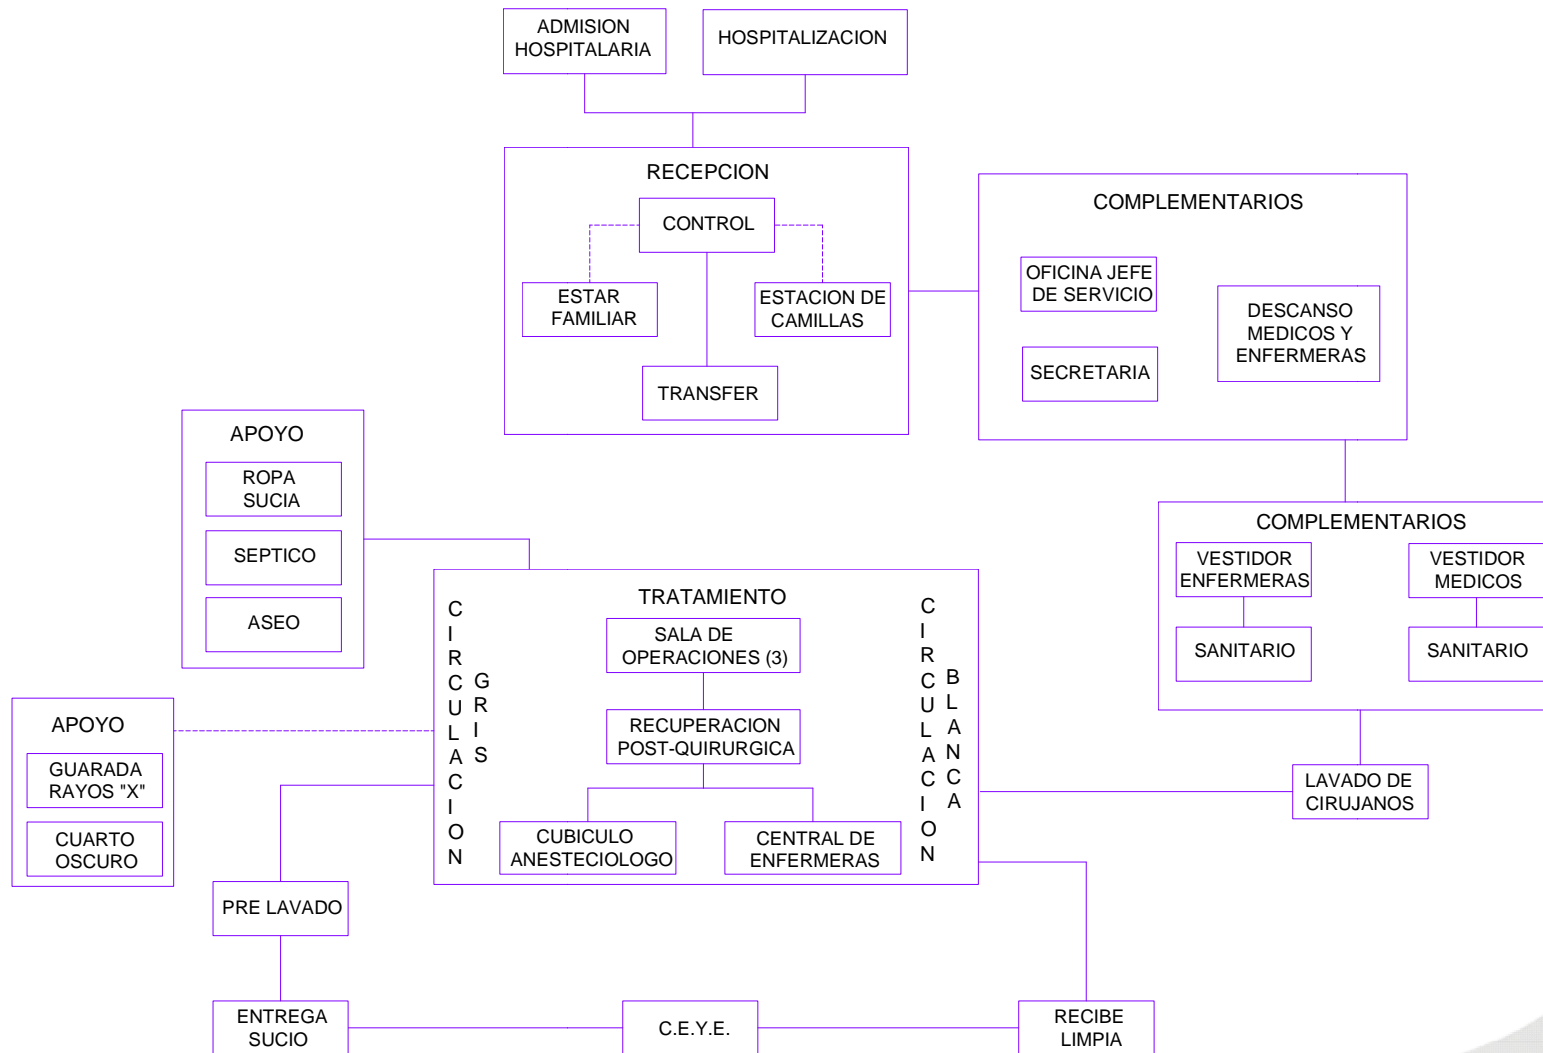 ADMISION
HOSPITALARIA
HOSPITALIZACION
RECEPCION
CONTROL
ESTAR
FAMILIAR
ESTACION DE
CAMILLAS
TRANSFER
COMPLEMENTARIOS
OFICINA JEFE
DE SERVICIO
DESCANSO
MEDICOS Y
ENFERMERAS
SECRETARIA
APOYO
ROPA
SUCIA
SEPTICO
ASEO
COMPLEMENTARIOS
VESTIDOR
ENFERMERAS
VESTIDOR
MEDICOS
SANITARIO
SANITARIO
CIRCULACION
GRIS
TRATAMIENTO
SALA DE
OPERACIONES (3)
RECUPERACION
POST-QUIRURGICA
CUBICULO
ANESTECIOLOGO
CENTRAL DE
ENFERMERAS
CIRCULACION
BLANCA
APOYO
GUARADA
RAYOS "X"
CUARTO
OSCURO
LAVADO DE
CIRUJANOS
PRE LAVADO
ENTREGA
SUCIO
C.E.Y.E.
RECIBE
LIMPIA